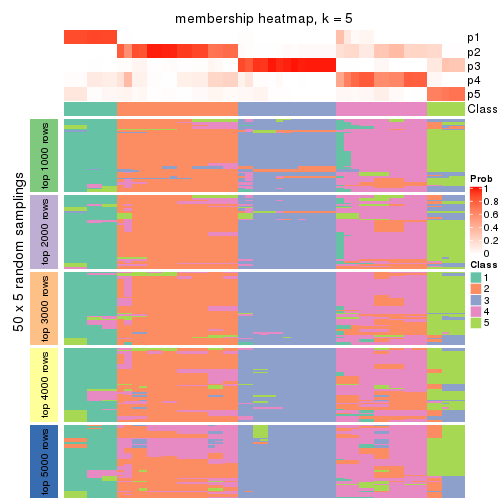 membership heatmap, k = 5
p1
p2
p3
p4
p5
Class
50 x 5 random samplings
top 1000 rows
top 2000 rows
top 3000 rows
top 4000 rows
top 5000 rows
Prob
1
0.8
0.6
0.4
0.2
0
Class
1
2
3
4
5